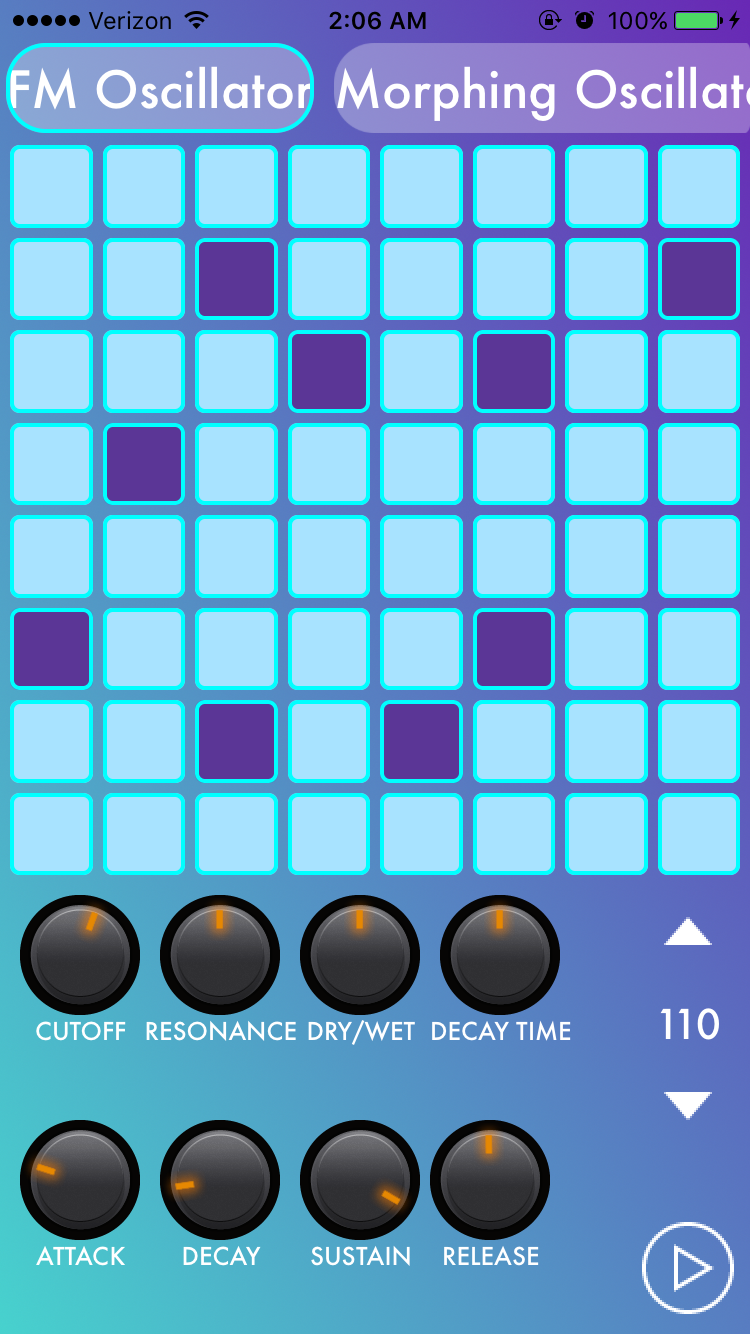 Verizon 2:06 AM 100%
FM Oscillator Morphing Oscillat
CUTOFF RESONANCE DRY/WET DECAY TIME
110
ATTACK DECAY SUSTAIN RELEASE